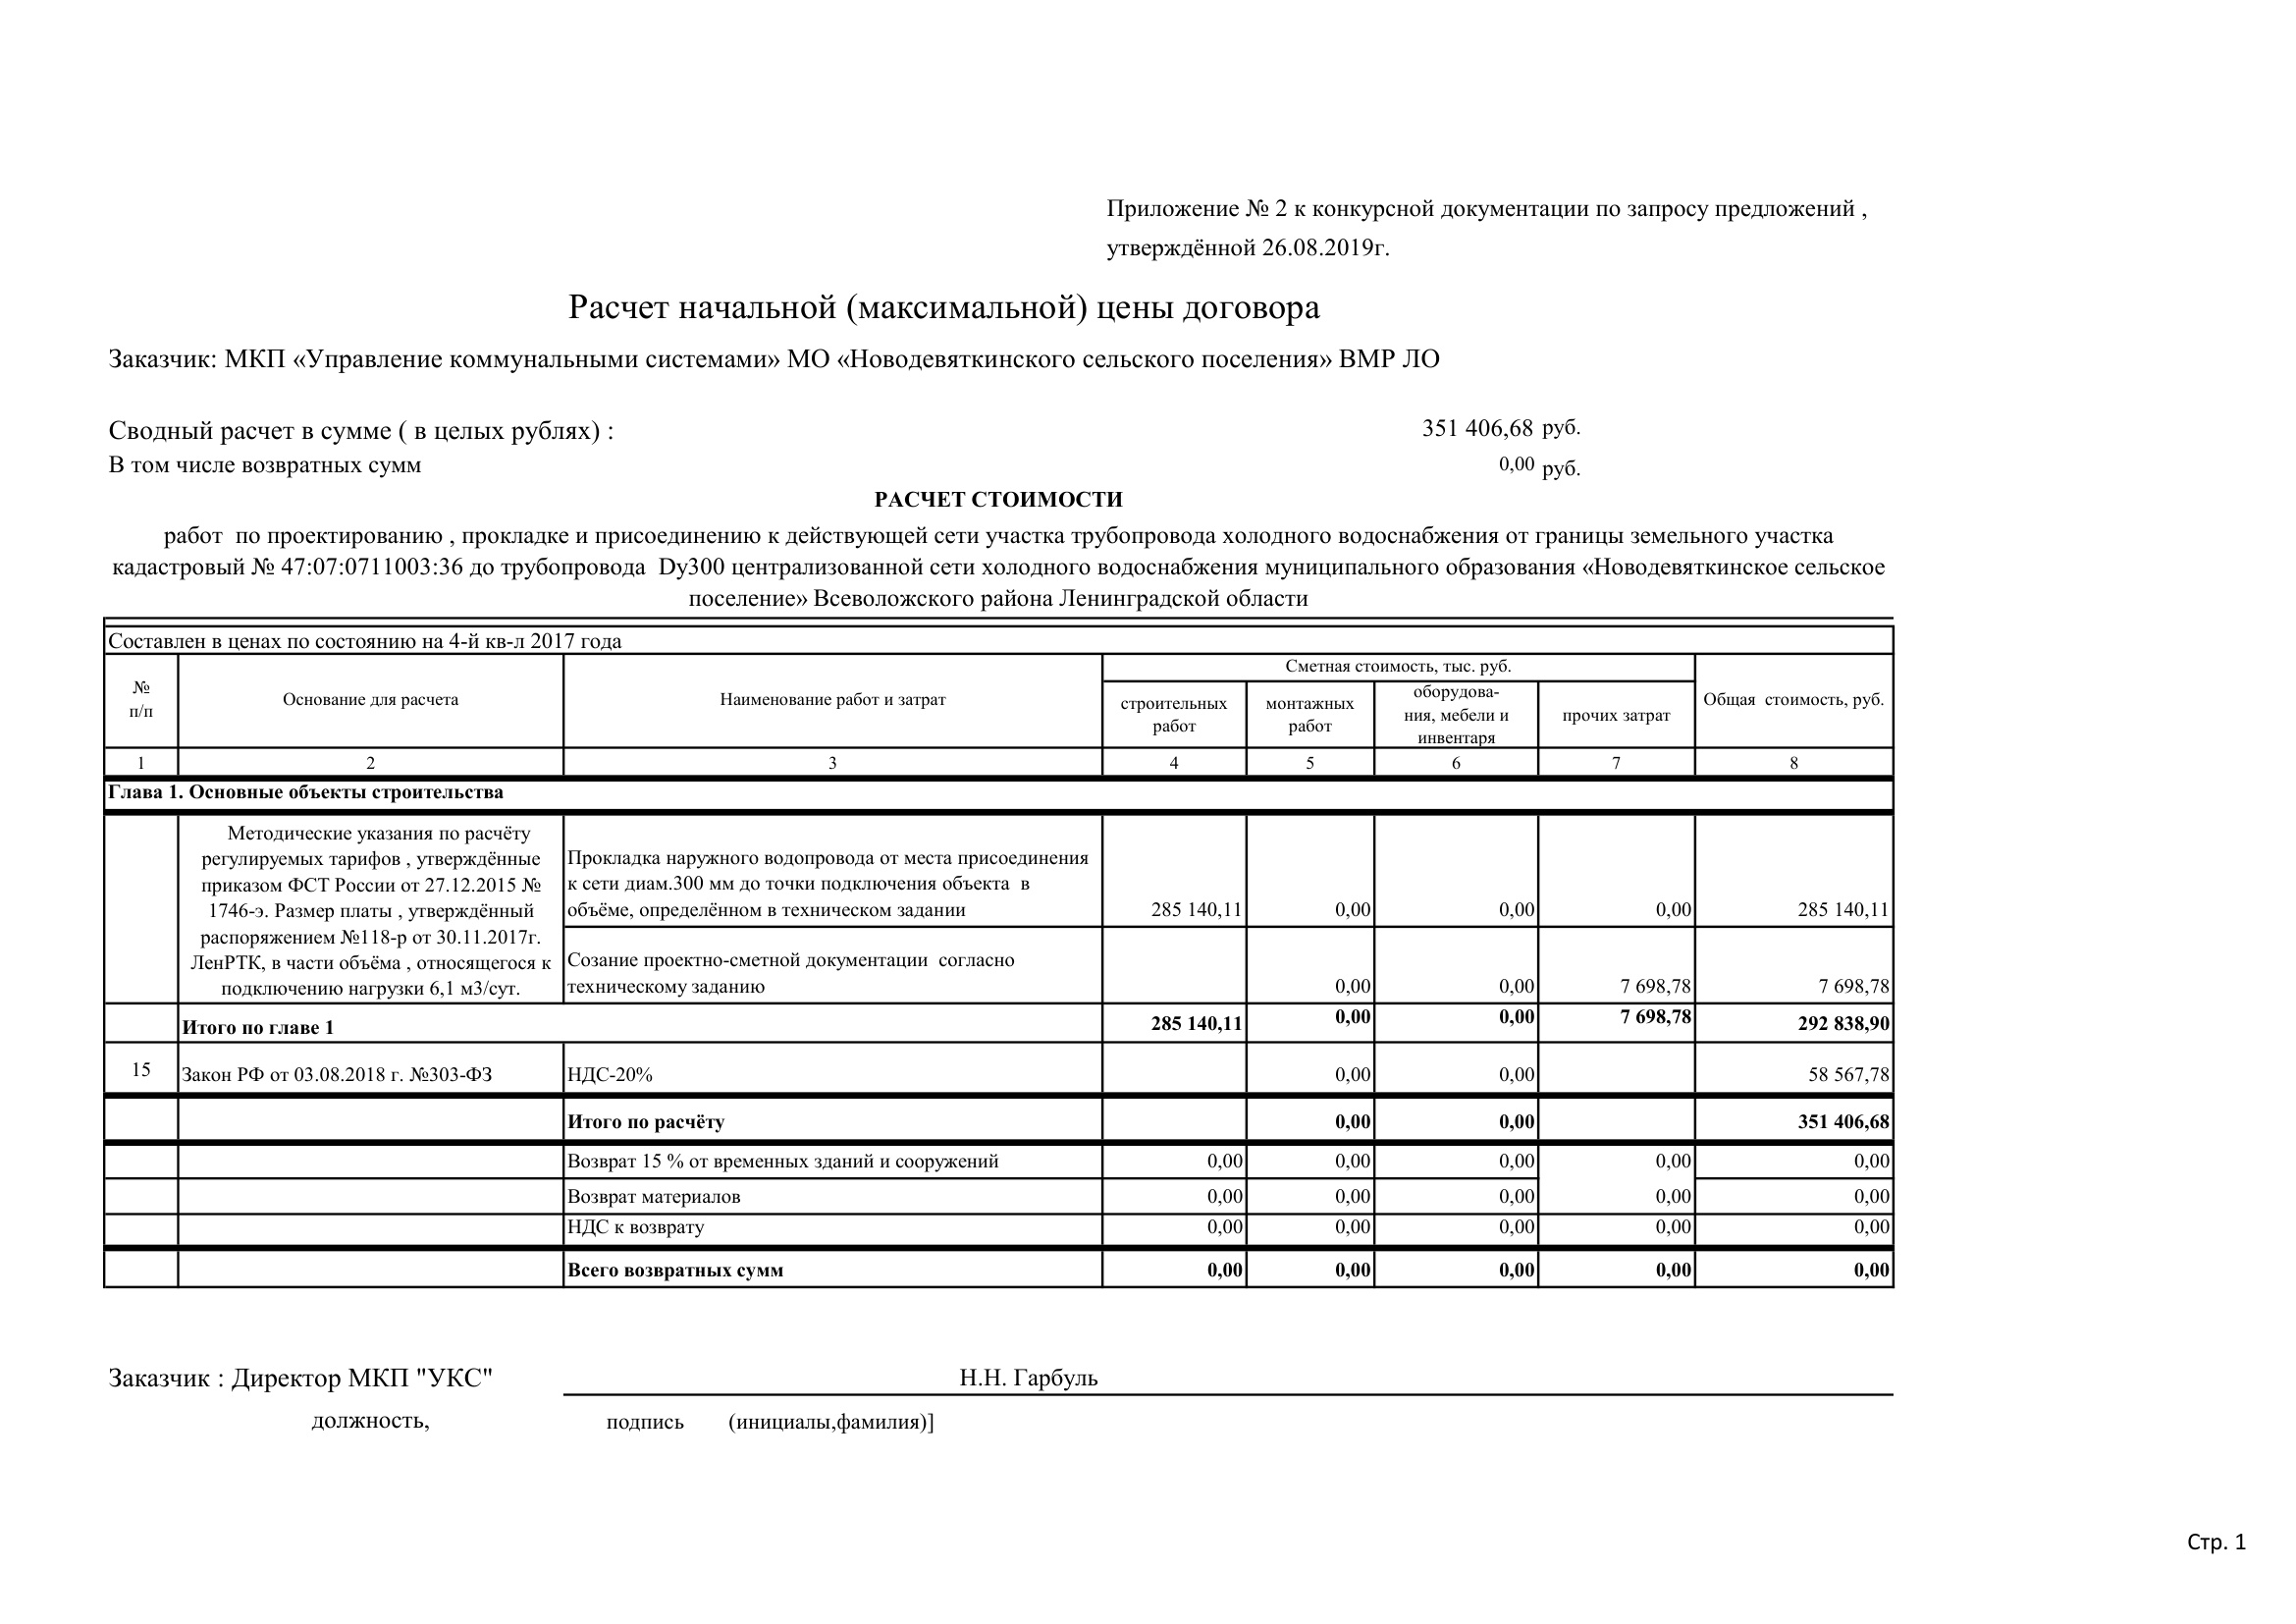 Приложение № 2 к конкурсной документации по запросу предложений ,
утверждённой 26.08.2019г.
Расчет начальной (максимальной) цены договора
Заказчик: МКП «Управление коммунальными системами» МО «Новодевяткинского сельского поселения» ВМР ЛО
Сводный расчет в сумме ( в целых рублях) : 351 406,68 руб.
В том числе возвратных сумм 0,00 руб.
РАСЧЕТ СТОИМОСТИ
работ по проектированию , прокладке и присоединению к действующей сети участка трубопровода холодного водоснабжения от границы земельного участка
кадастровый № 47:07:0711003:36 до трубопровода Dy300 централизованной сети холодного водоснабжения муниципального образования «Новодевяткинское сельское
поселение» Всеволожского района Ленинградской области
Составлен в ценах по состоянию на 4-й кв-л 2017 года
№
п/п
Основание для расчета
Наименование работ и затрат
Сметная стоимость, тыс. руб.
строительных
работ
монтажных
работ
оборудова-
ния, мебели и
инвентаря
прочих затрат
Общая стоимость, руб.
1 2 3 4 5 6 7 8
Глава 1. Основные объекты строительства
Методические указания по расчёту
регулируемых тарифов , утверждённые
приказом ФСТ России от 27.12.2015 №
1746-э. Размер платы , утверждённый
распоряжением №118-р от 30.11.2017г.
ЛенРТК, в части объёма , относящегося к
подключению нагрузки 6,1 м3/сут.
Прокладка наружного водопровода от места присоединения
к сети диам.300 мм до точки подключения объекта в
объёме, определённом в техническом задании 285 140,11 0,00 0,00 0,00 285 140,11
Созание проектно-сметной документации согласно
техническому заданию 0,00 0,00 7 698,78 7 698,78
Итого по главе 1 285 140,11 0,00 0,00 7 698,78 292 838,90
15 Закон РФ от 03.08.2018 г. №303-ФЗ НДС-20% 0,00 0,00 58 567,78
Итого по расчёту 0,00 0,00 351 406,68
Возврат 15 % от временных зданий и сооружений 0,00 0,00 0,00 0,00 0,00
Возврат материалов 0,00 0,00 0,00 0,00 0,00
НДС к возврату 0,00 0,00 0,00 0,00 0,00
Всего возвратных сумм 0,00 0,00 0,00 0,00 0,00
Заказчик : Директор МКП "УКС" Н.Н. Гарбуль
должность, подпись (инициалы,фамилия)]
Стр. 1